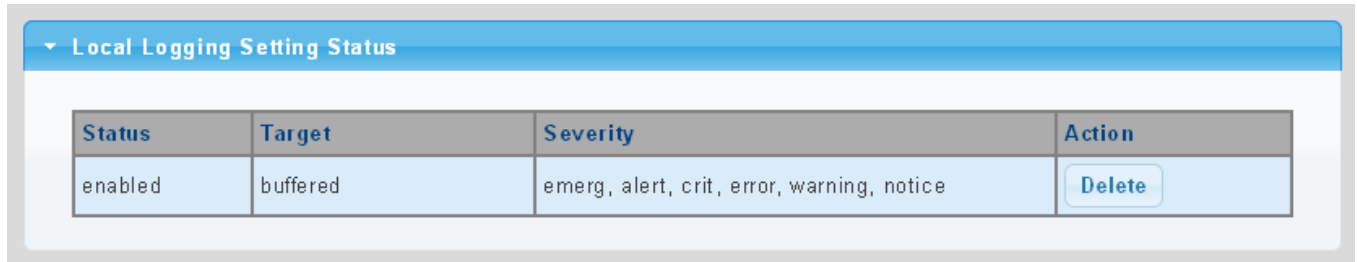 Local Logging Setting Status
Status Target Severity Action
enabled buffered emerg, alert, crit, error, warning, notice Delete